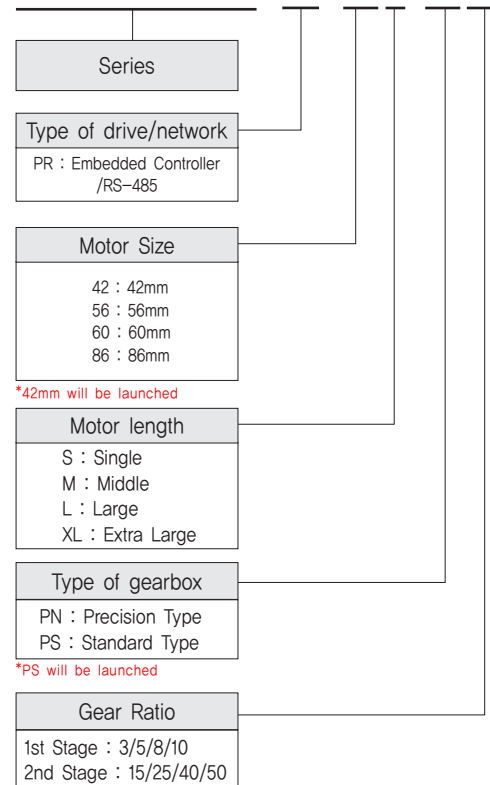 Series
Type of drive/network
PR : Embedded Controller
/RS-485
Motor Size
42 : 42mm
56 : 56mm
60 : 60mm
86 : 86mm
*42mm will be launched
Motor length
S : Single
M : Middle
L : Large
XL : Extra Large
Type of gearbox
PN : Precision Type
PS : Standard Type
*PS will be launched
Gear Ratio
1st Stage : 3/5/8/10
2nd Stage : 15/25/40/50